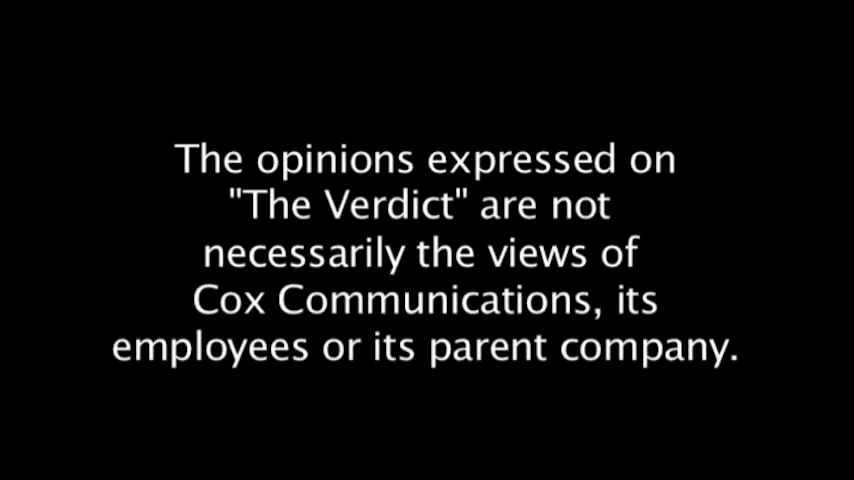 The opinions expressed on
"The Verdict" are not
necessarily the views of
Cox Communications, its
employees or its parent company.